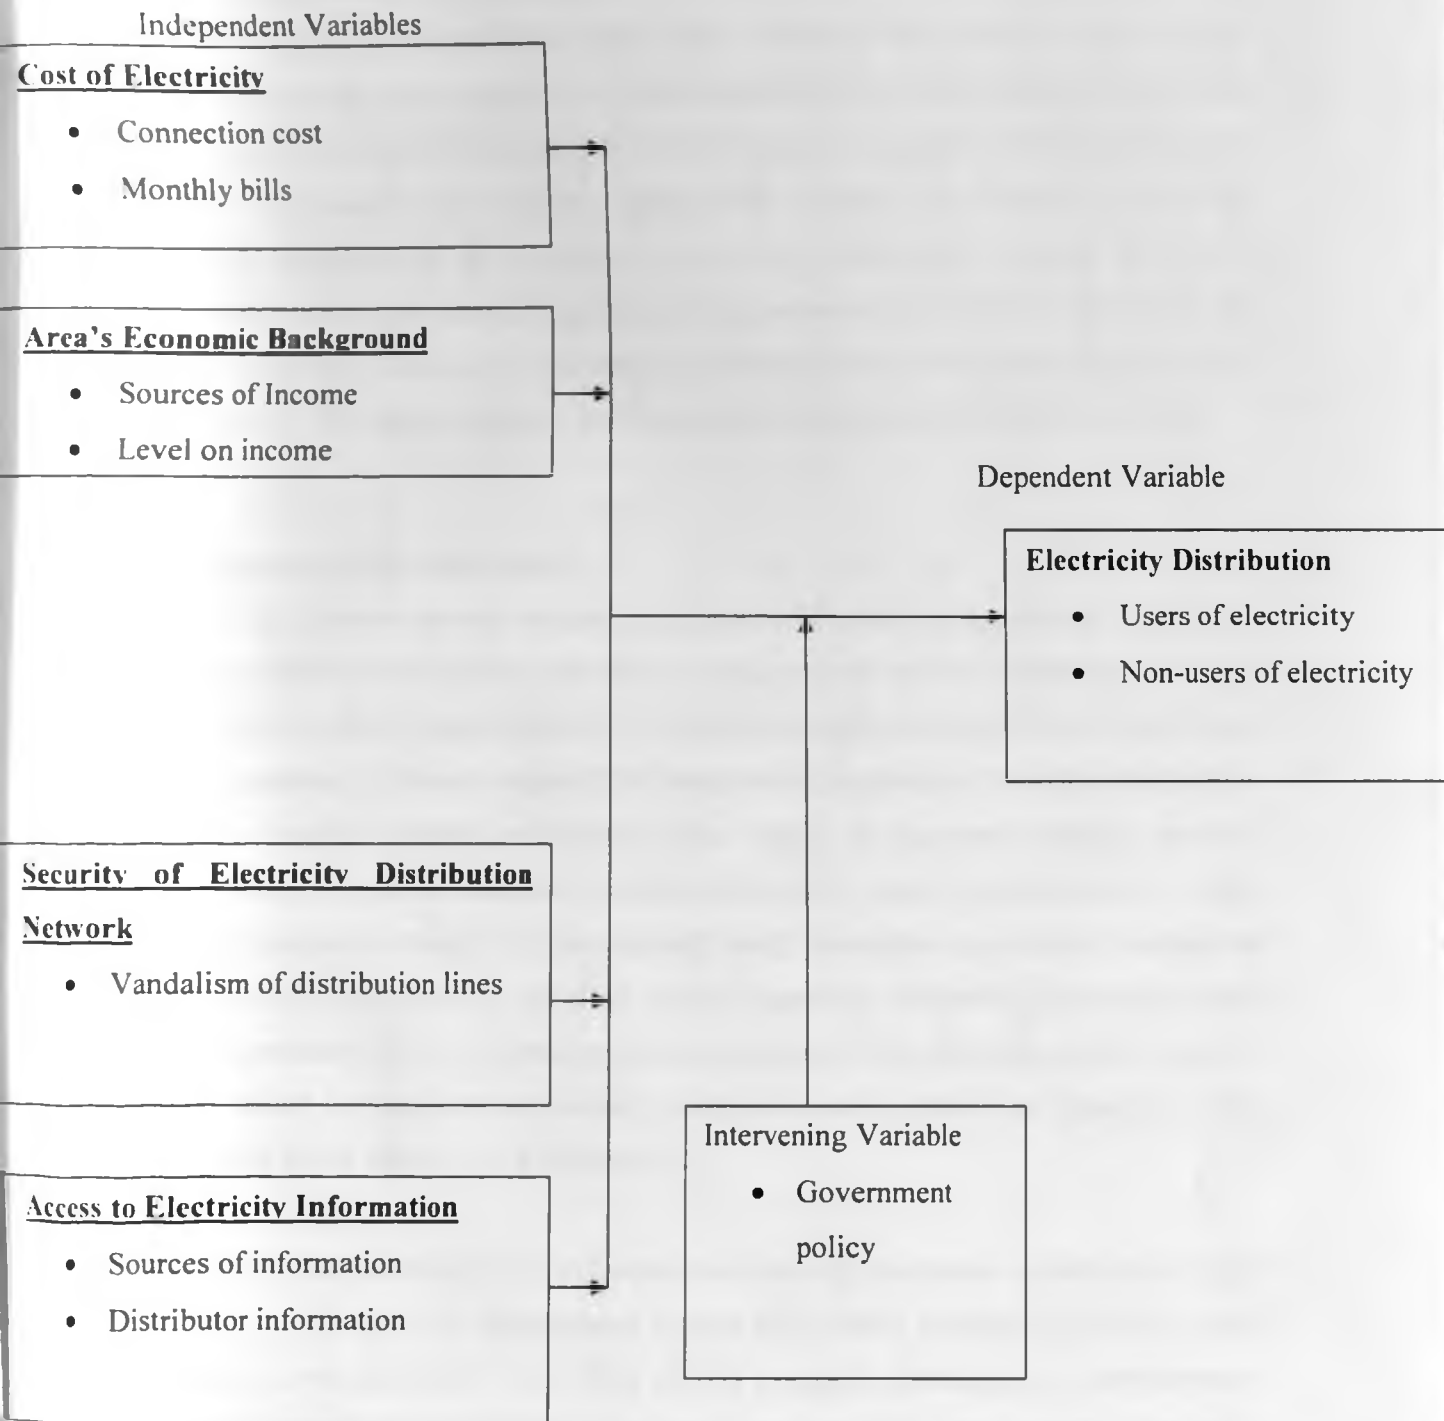 Independent Variables
Cost of Electricity
• Connection cost
• Monthly bills
Area's Economic Background
• Sources of Income
• Level on income
Dependent Variable
Electricity Distribution
• Users of electricity
• Non-users of electricity
Security of Electricity Distribution
Network
• Vandalism of distribution lines
Intervening Variable
• Government
policy
Access to Electricity Information
• Sources of information
• Distributor information